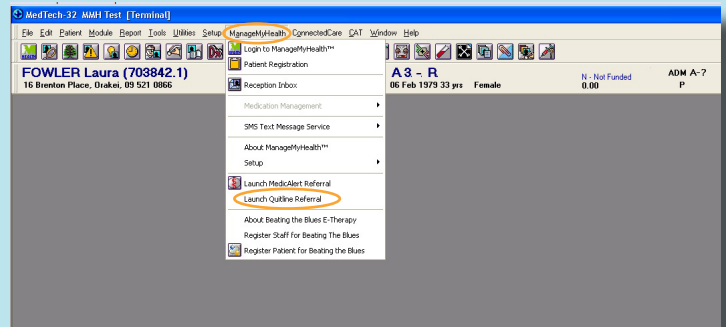 MedTech-32 MMH Test [Terminal]
File Edit Patient Module Report Tools Utilities Setup ManageMyHealth ConnectedCare CAT Window Help
FOWLER Laura (703842.1)
16 Brenton Place, Orakei, 09 521 0866
A3 - R
06 Feb 1979 33 yrs Female
N - Not Funded
0.00
ADM A-?
P
Login to ManageMyHealth™
Patient Registration
Reception Inbox
Medication Management
SMS Text Message Service
About ManageMyHealth™
Setup
Launch MedicAlert Referral
Launch Quitline Referral
About Beating the Blues E-Therapy
Register Staff for Beating The Blues
Register Patient for Beating the Blues